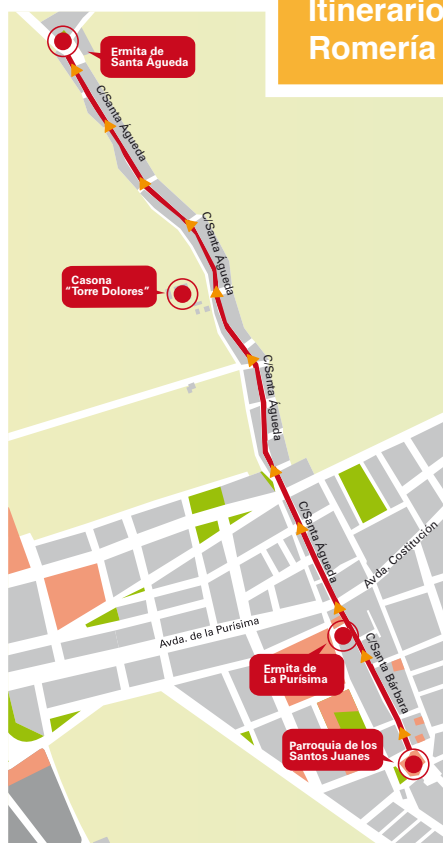 Itinerario
Romería
Ermita de
Santa Águeda
C/Santa Águeda
C/Santa Águeda
Casona
"Torre Dolores"
C/Santa Águeda
C/Santa Águeda
Avda. Costitución
Avda. de la Purísima
C/Santa Bárbara
Ermita de
La Purísima
Parroquia de los
Santos Juanes